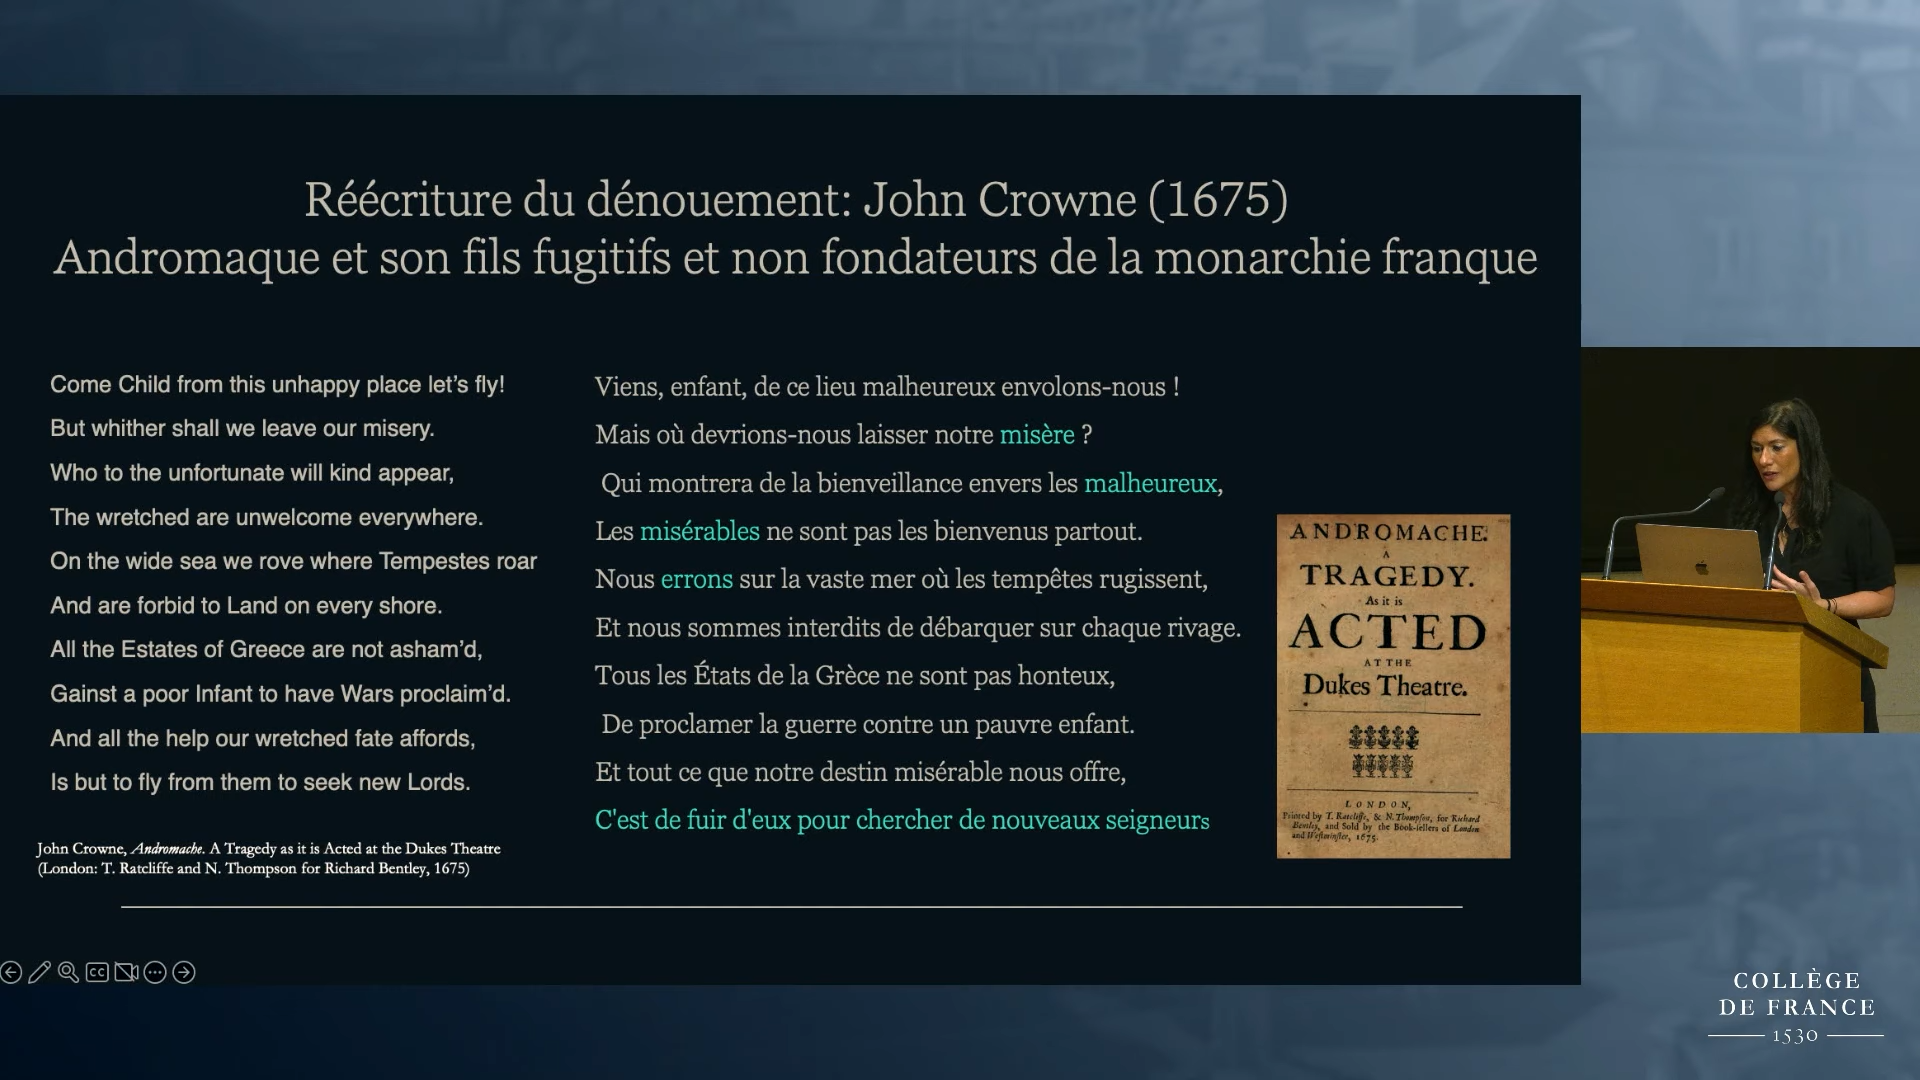 Réécriture du dénouement: John Crowne (1675)
Andromaque et son fils fugitifs et non fondateurs de la monarchie franque
Come Child from this unhappy place let’s fly!
But whither shall we leave our misery.
Who to the unfortunate will kind appear,
The wretched are unwelcome everywhere.
On the wide sea we rove where Tempestes roar
And are forbid to Land on every shore.
All the Estates of Greece are not asham’d,
Gainst a poor Infant to have Wars proclaim’d.
And all the help our wretched fate affords,
Is but to fly from them to seek new Lords.
John Crowne, Andromache. A Tragedy as it is Acted at the Dukes Theatre
(London: T. Ratcliffe and N. Thompson for Richard Bentley, 1675)
Viens, enfant, de ce lieu malheureux envolons-nous !
Mais où devrions-nous laisser notre misère ?
Qui montrera de la bienveillance envers les malheureux,
Les misérables ne sont pas les bienvenus partout.
Nous errons sur la vaste mer où les tempêtes rugissent,
Et nous sommes interdits de débarquer sur chaque rivage.
Tous les États de la Grèce ne sont pas honteux,
De proclamer la guerre contre un pauvre enfant.
Et tout ce que notre destin misérable nous offre,
C'est de fuir d'eux pour chercher de nouveaux seigneurs
ANDROMACHE.
A
TRAGEDY.
As it is
ACTED
AT THE
Dukes Theatre.
LONDON,
Printed by T. Ratcliffe, & N. Thompson, for Richard
Bentley, and Sold by the Book-sellers of London
and Westminster, 1675.
CC
COLLÈGE
DE FRANCE
1530